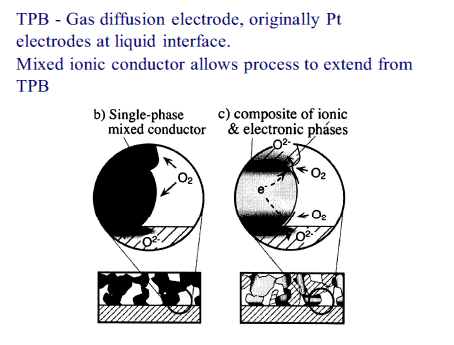 TPB - Gas diffusion electrode, originally Pt
electrodes at liquid interface.
Mixed ionic conductor allows process to extend from
TPB
b) Single-phase
mixed conductor
O₂
O²⁻
c) composite of ionic
& electronic phases
O²⁻
O₂
e⁻
O₂
O²⁻